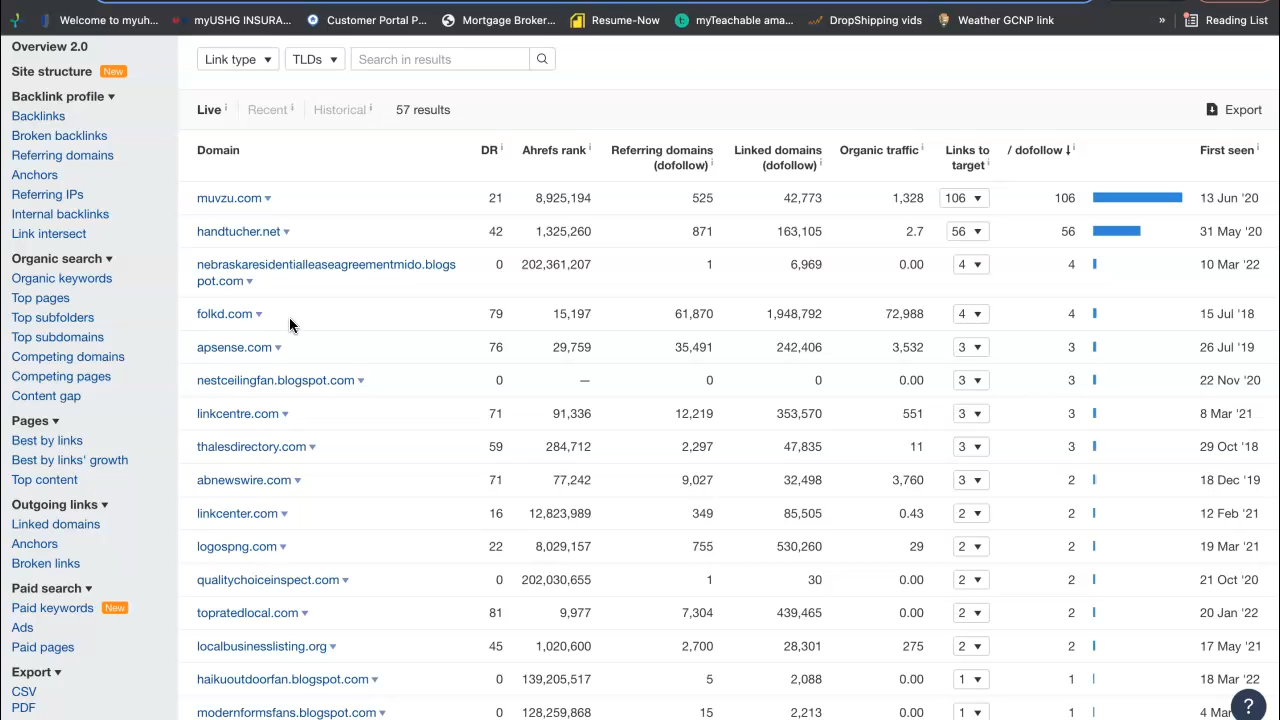 Welcome to myuh...
myUSHG INSURA...
Customer Portal P...
Mortgage Broker...
Resume-Now
myTeachable ama...
DropShipping vids
Weather GCNP link
»
Reading List
Overview 2.0
Site structure New
Backlink profile ▾
Backlinks
Broken backlinks
Referring domains
Anchors
Referring IPs
Internal backlinks
Link intersect
Organic search ▾
Organic keywords
Top pages
Top subfolders
Top subdomains
Competing domains
Competing pages
Content gap
Pages ▾
Best by links
Best by links' growth
Top content
Outgoing links ▾
Linked domains
Anchors
Broken links
Paid search ▾
Paid keywords New
Ads
Paid pages
Export ▾
CSV
PDF
Link type ▾ TLDs ▾ Search in results
Live i Recent i Historical i 57 results Export
Domain DR i Ahrefs rank i Referring domains (dofollow) i Linked domains (dofollow) i Organic traffic i Links to target i / dofollow ↓ i First seen i
muvzu.com ▾ 21 8,925,194 525 42,773 1,328 106 ▾ 106 13 Jun '20
handtucher.net ▾ 42 1,325,260 871 163,105 2.7 56 ▾ 56 31 May '20
nebraskaresidentialleaseagreementmido.blogs
pot.com ▾ 0 202,361,207 1 6,969 0.00 4 ▾ 4 10 Mar '22
folkd.com ▾ 79 15,197 61,870 1,948,792 72,988 4 ▾ 4 15 Jul '18
apsense.com ▾ 76 29,759 35,491 242,406 3,532 3 ▾ 3 26 Jul '19
nestceilingfan.blogspot.com ▾ 0 — 0 0 0.00 3 ▾ 3 22 Nov '20
linkcentre.com ▾ 71 91,336 12,219 353,570 551 3 ▾ 3 8 Mar '21
thalesdirectory.com ▾ 59 284,712 2,297 47,835 11 3 ▾ 3 29 Oct '18
abnewswire.com ▾ 71 77,242 9,027 32,498 3,760 3 ▾ 2 18 Dec '19
linkcenter.com ▾ 16 12,823,989 349 85,505 0.43 2 ▾ 2 12 Feb '21
logospng.com ▾ 22 8,029,157 755 530,260 29 2 ▾ 2 19 Mar '21
qualitychoiceinspect.com ▾ 0 202,030,655 1 30 0.00 2 ▾ 2 21 Oct '20
topratedlocal.com ▾ 81 9,977 7,304 439,465 0.00 2 ▾ 2 20 Jan '22
localbusinesslisting.org ▾ 45 1,020,600 2,700 28,301 275 2 ▾ 2 17 May '21
haikuoutdoorfan.blogspot.com ▾ 0 139,205,517 5 2,088 0.00 1 ▾ 1 18 Mar '22
modernformsfans.blogspot.com ▾ 0 128,259,868 15 2,213 0.00 1 ▾ 1 4 Mar
?